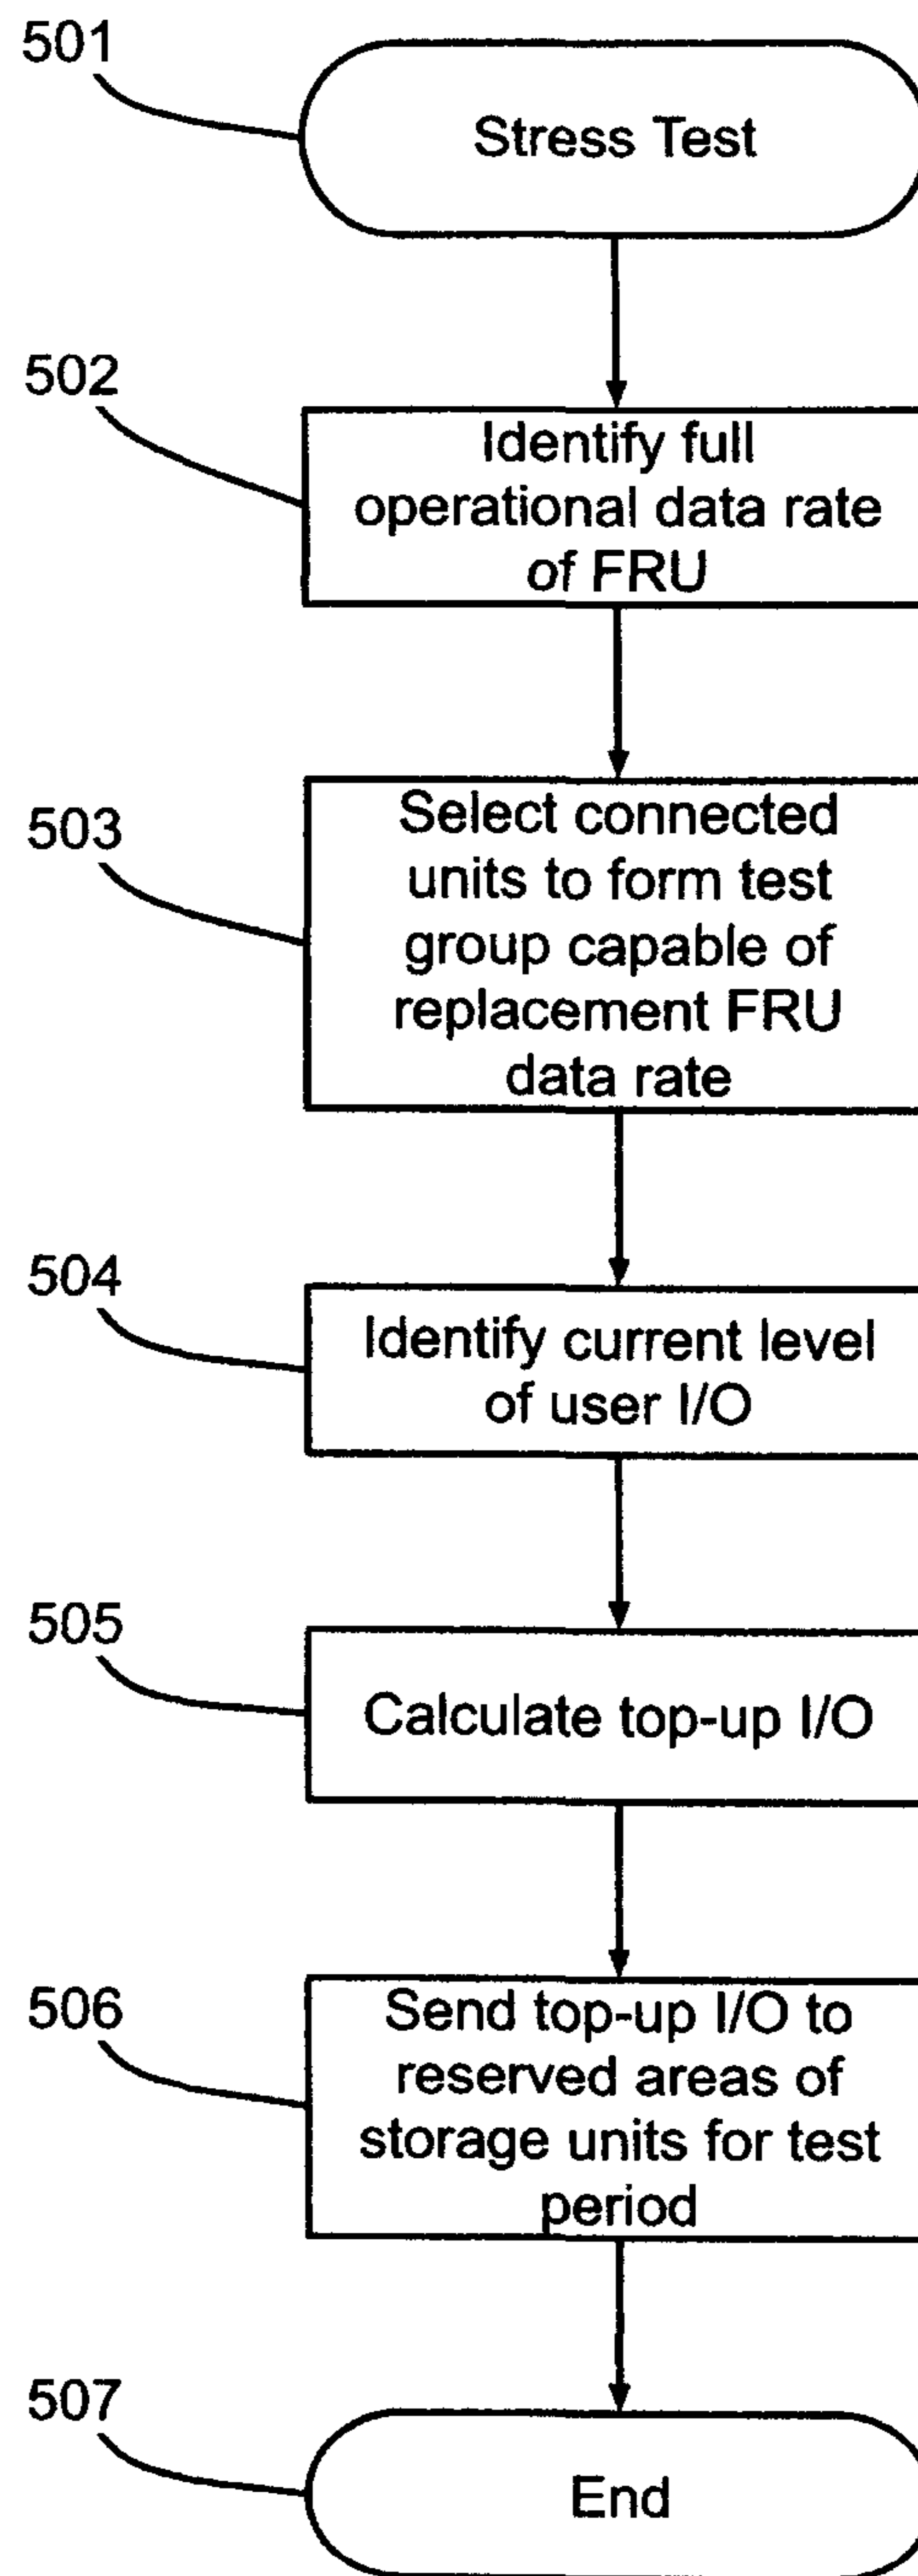 501
Stress Test
502
Identify full
operational data rate
of FRU
503
Select connected
units to form test
group capable of
replacement FRU
data rate
504
Identify current level
of user I/O
505
Calculate top-up I/O
506
Send top-up I/O to
reserved areas of
storage units for test
period
507
End